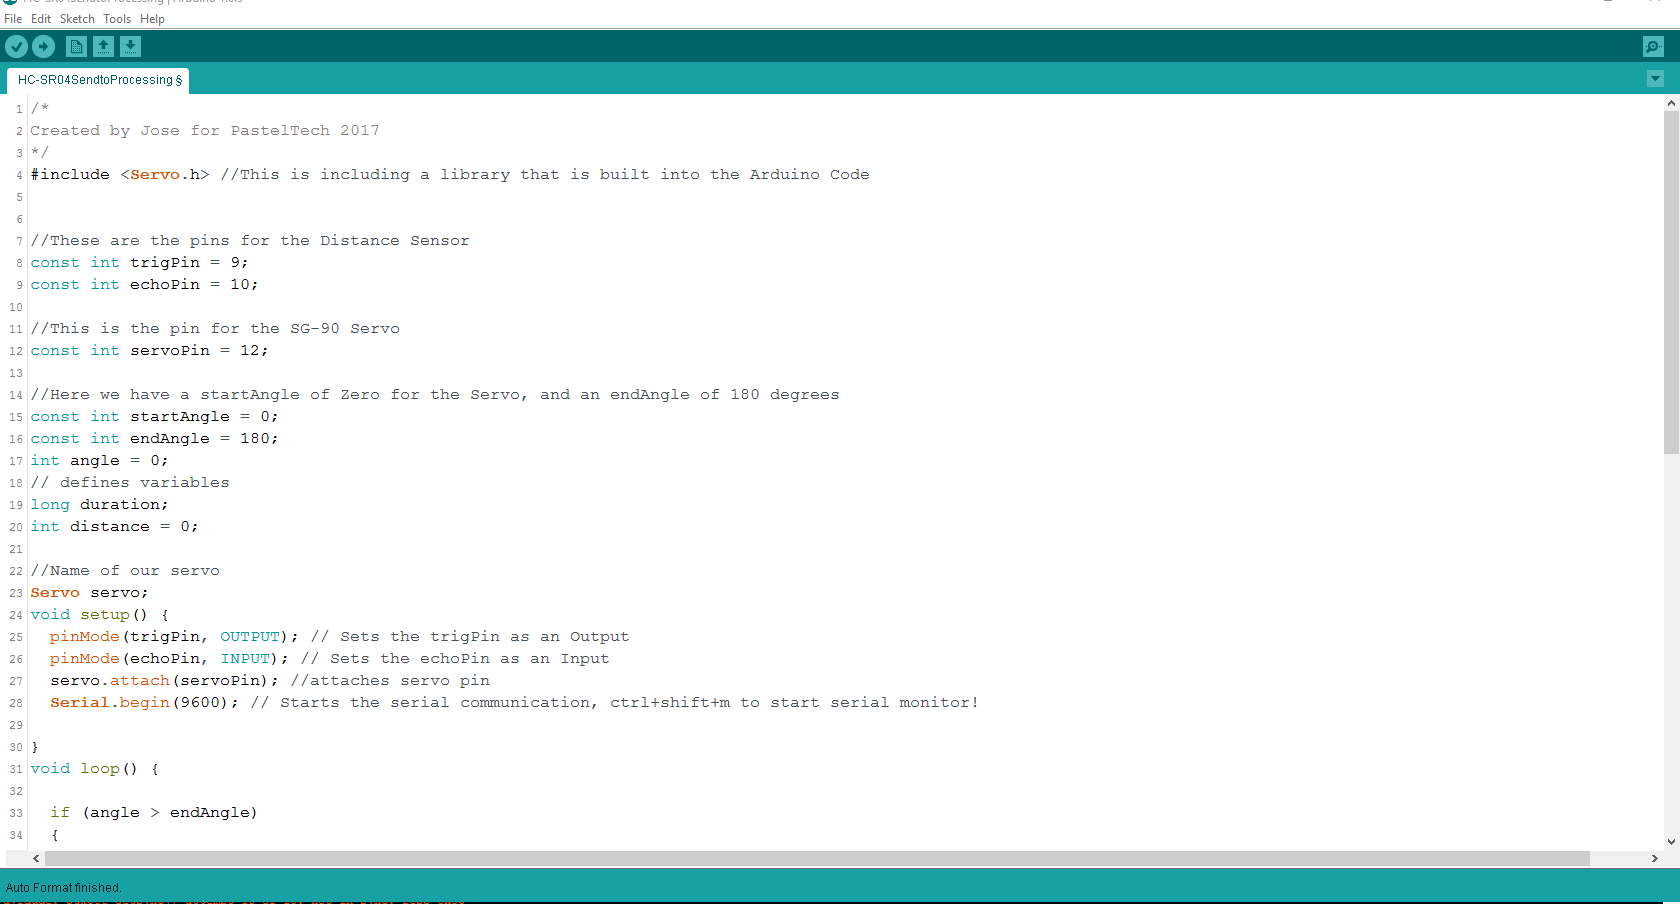 File Edit Sketch Tools Help
HC-SR04SendtoProcessing §
1 /*
2 Created by Jose for PastelTech 2017
3 */
4 #include <Servo.h> //This is including a library that is built into the Arduino Code
5
6
7 //These are the pins for the Distance Sensor
8 const int trigPin = 9;
9 const int echoPin = 10;
10
11 //This is the pin for the SG-90 Servo
12 const int servoPin = 12;
13
14 //Here we have a startAngle of Zero for the Servo, and an endAngle of 180 degrees
15 const int startAngle = 0;
16 const int endAngle = 180;
17 int angle = 0;
18 // defines variables
19 long duration;
20 int distance = 0;
21
22 //Name of our servo
23 Servo servo;
24 void setup() {
25 pinMode(trigPin, OUTPUT); // Sets the trigPin as an Output
26 pinMode(echoPin, INPUT); // Sets the echoPin as an Input
27 servo.attach(servoPin); //attaches servo pin
28 Serial.begin(9600); // Starts the serial communication, ctrl+shift+m to start serial monitor!
29
30 }
31 void loop() {
32
33 if (angle > endAngle)
34 {
Auto Format finished.